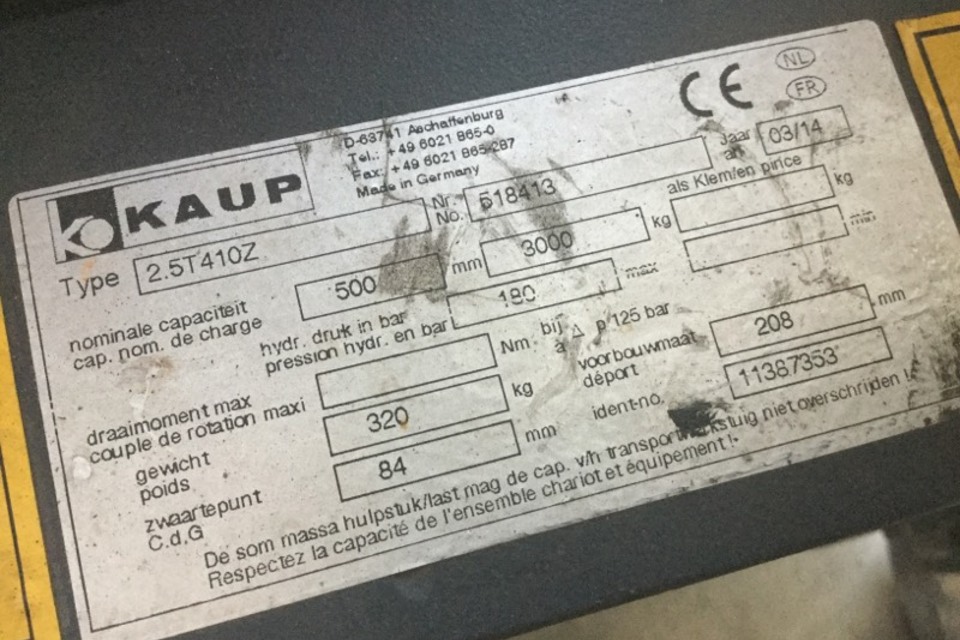 KAUP
D-63741 Aschaffenburg
Tel.: +49 6021 865-0
Fax: +49 6021 865-287
Made in Germany
CE
NL
FR
Type 2.5T410Z
Nr. No. 518413
Jaar an 03/14
nominale capaciteit
cap. nom. de charge
500 mm 3000 kg
als Klem/en pince kg
hydr. druk in bar
pression hydr. en bar
180 max
min
draaimoment max
couple de rotation maxi
Nm bij à Δ p 125 bar
gewicht
poids
320 kg
voorbouwmaat
déport
208 mm
zwaartepunt
C.d.G
84 mm
ident-no. 11387353
De som massa hulpstuk/last mag de cap. v/h transportwerkstuig niet overschrijden !
Respectez la capacité de l'ensemble chariot et équipement !